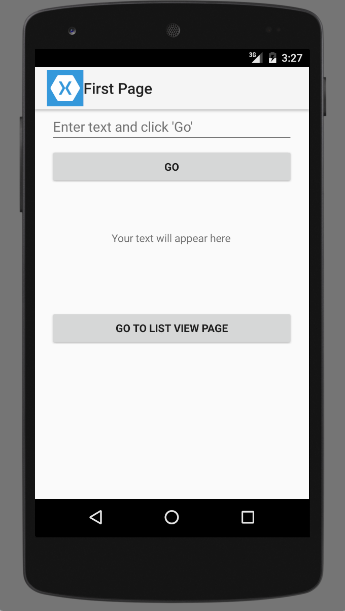 3G 3:27
First Page
Enter text and click 'Go'
GO
Your text will appear here
GO TO LIST VIEW PAGE